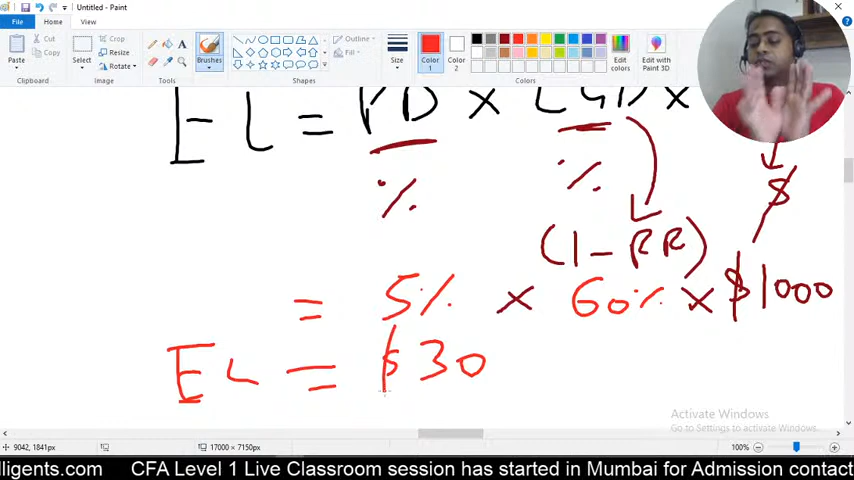 Untitled - Paint
File Home View
Paste Cut Copy Select Crop Resize Rotate A Brushes Outline Fill Size Color 1 Color 2 Edit colors Edit with Paint 3D
Clipboard Image Tools Shapes Colors
EL = PD × LGD ×
% % $
(1 - RR)
= 5% × 60% × $1000
EL = $30
Activate Windows
Go to Settings to activate Windows.
9042, 1841px 17000 × 7150px 100%
lligents.com CFA Level 1 Live Classroom session has started in Mumbai for Admission contact